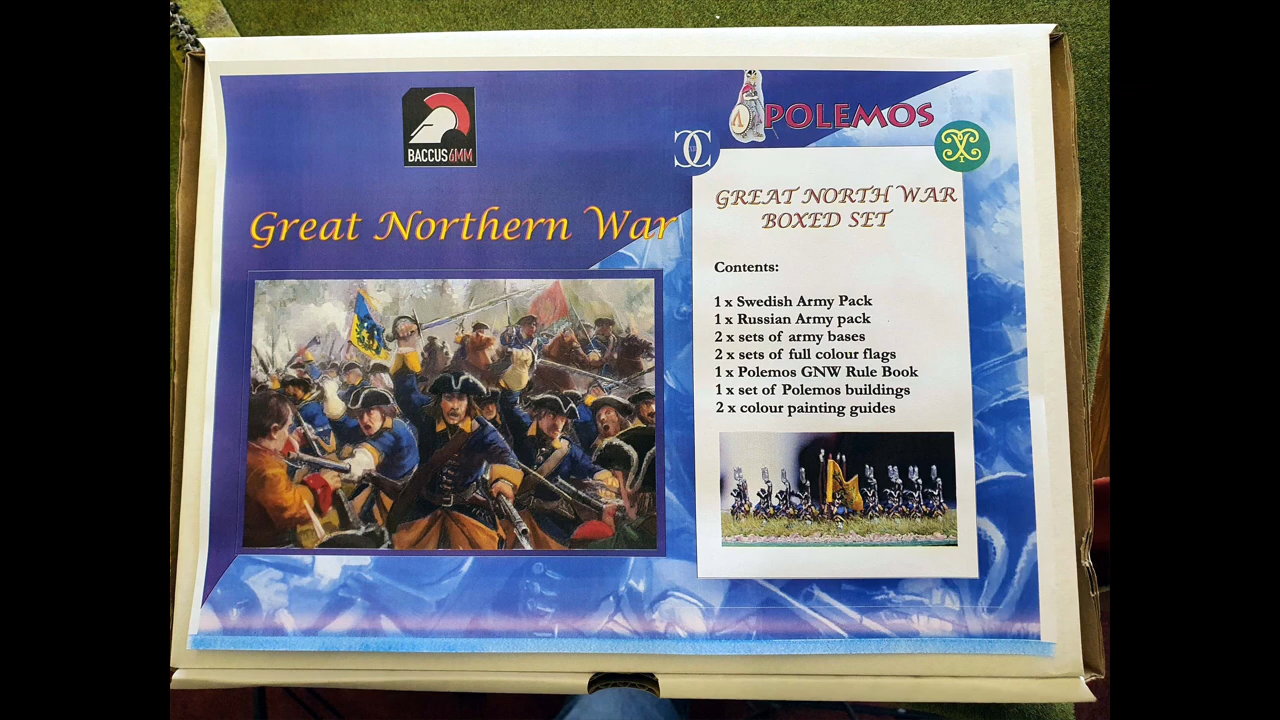 BACCUS6MM
POLEMOS
Great Northern War
GREAT NORTH WAR
BOXED SET
Contents:
1 x Swedish Army Pack
1 x Russian Army pack
2 x sets of army bases
2 x sets of full colour flags
1 x Polemos GNW Rule Book
1 x set of Polemos buildings
2 x colour painting guides